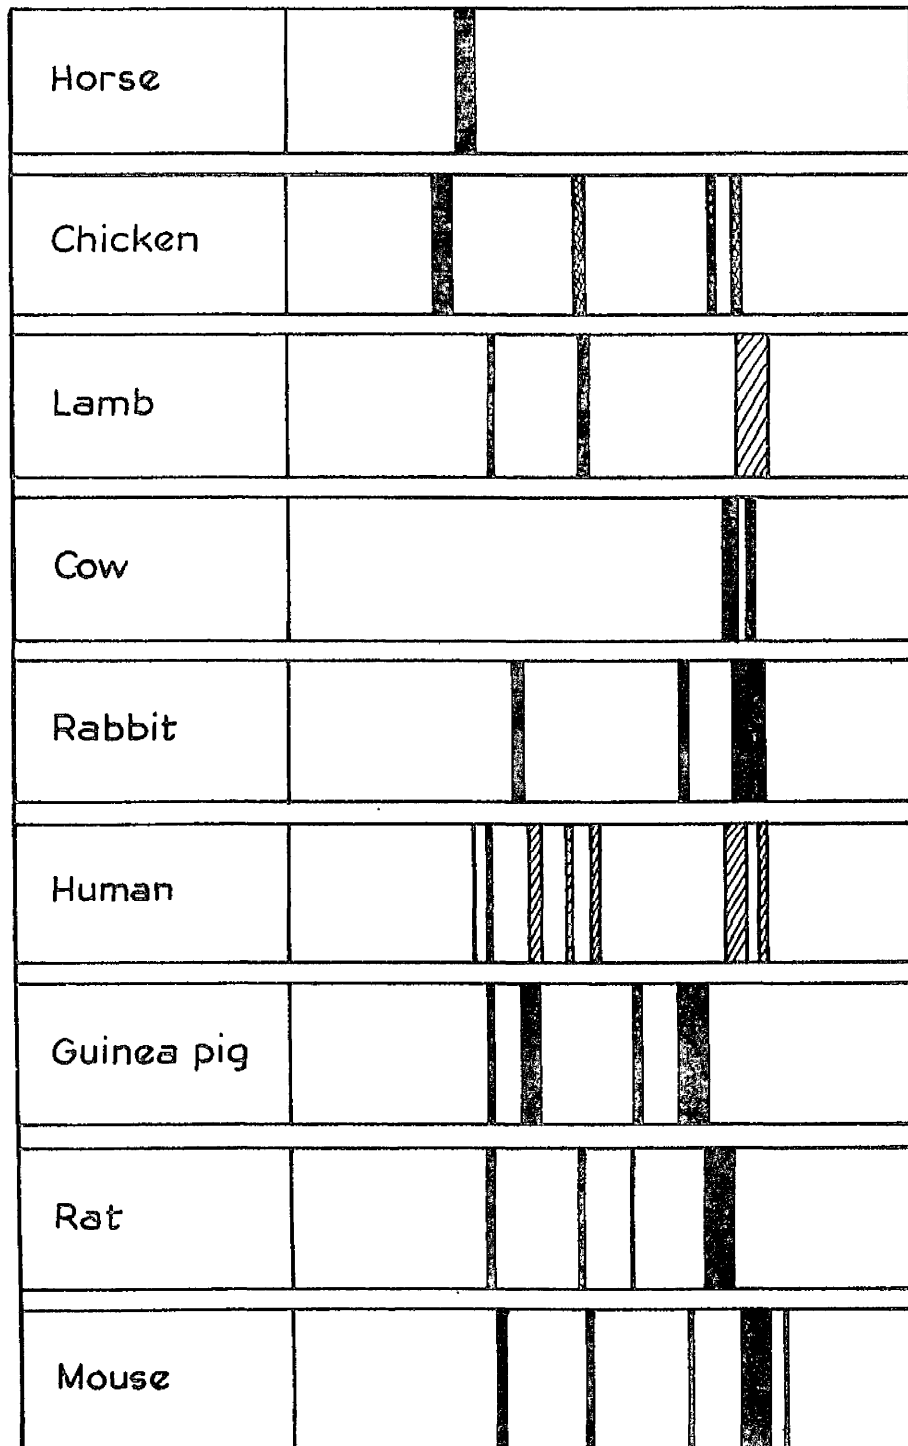 Horse
Chicken
Lamb
Cow
Rabbit
Human
Guinea pig
Rat
Mouse